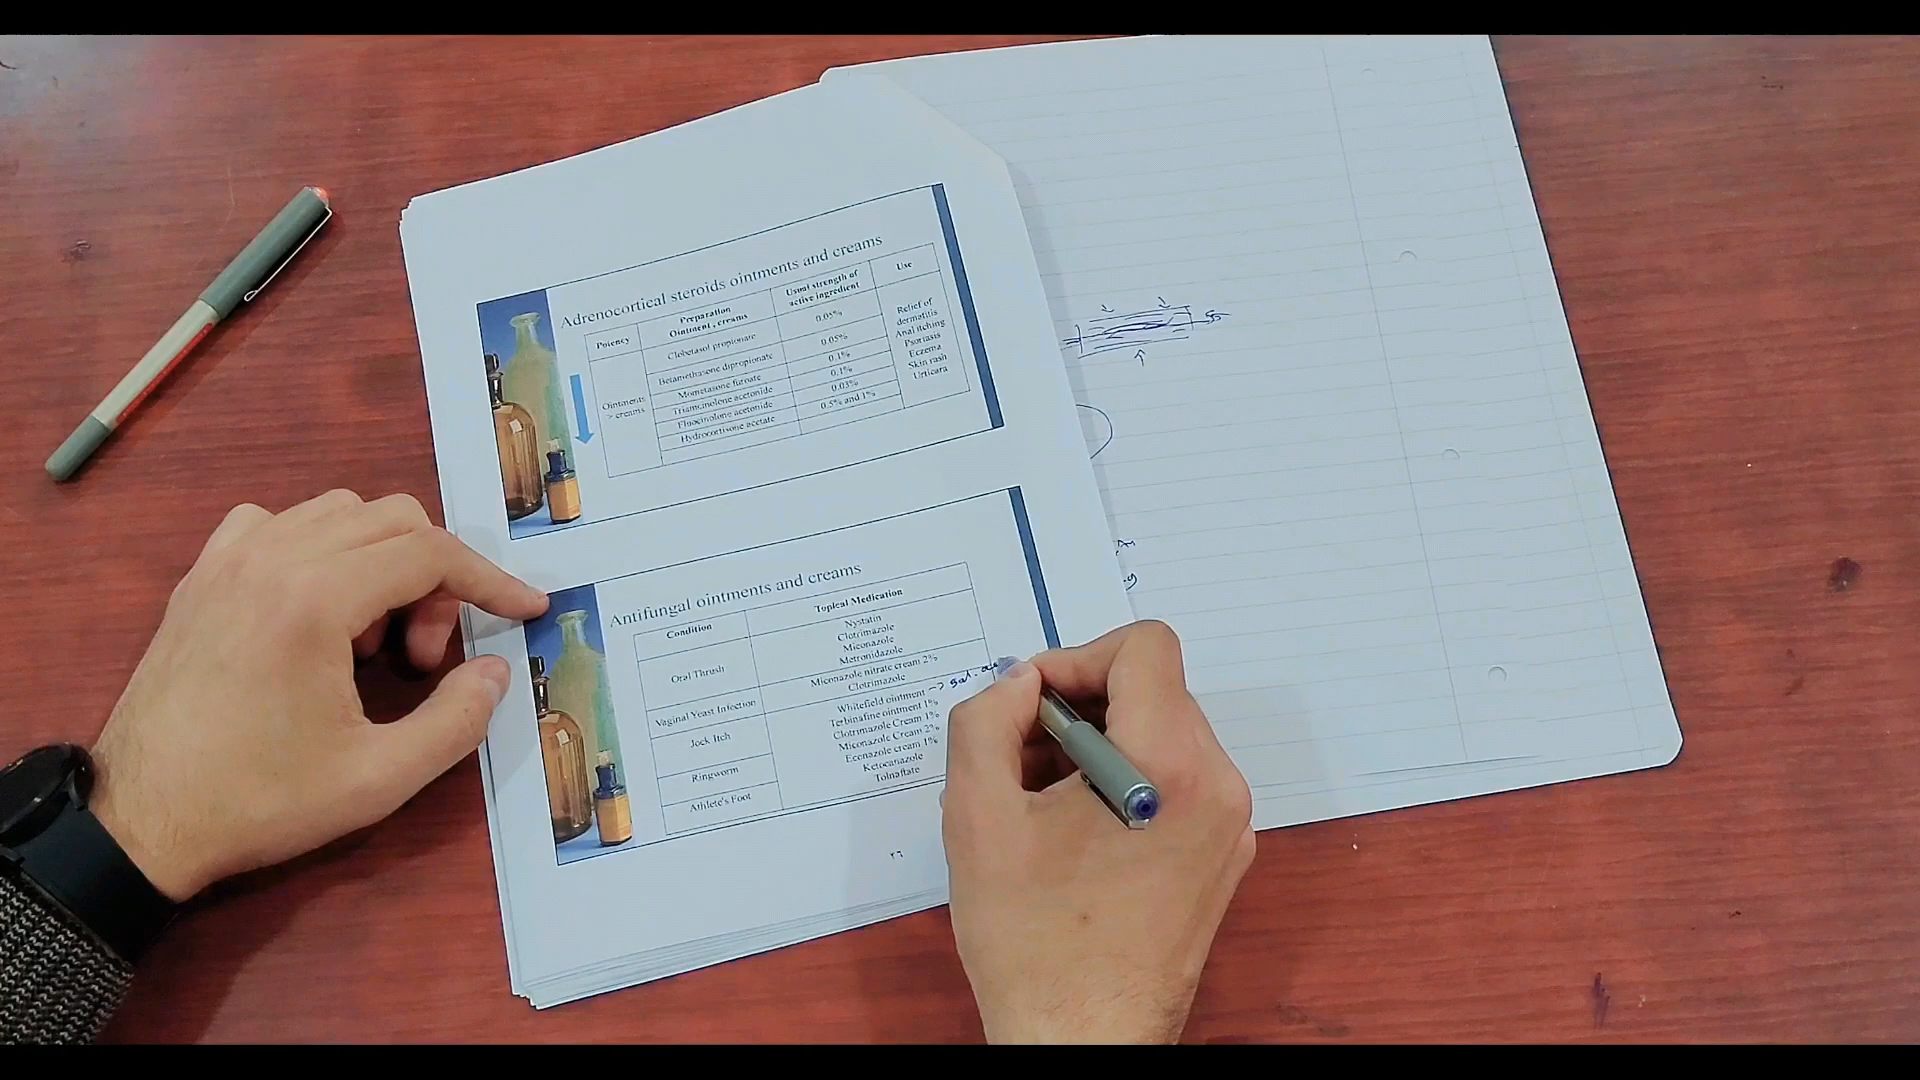 Adrenocortical steroids ointments and creams
Potency
Preparation
Ointment , creams
Usual strength of
active ingredient
Use
Ointments
> creams
Clobetasol propionate
0.05%
Betamethasone dipropionate
0.05%
Mometasone furoate
0.1%
Triamcinolone acetonide
0.1%
Fluocinolone acetonide
0.03%
Hydrocortisone acetate
0.5% and 1%
Relief of
dermatitis
Anal itching
Psoriasis
Eczema
Skin rash
Urticara
Antifungal ointments and creams
Condition
Topical Medication
Oral Thrush
Nystatin
Clotrimazole
Miconazole
Metronidazole
Vaginal Yeast Infection
Miconazole nitrate cream 2%
Clotrimazole
Jock Itch
Ringworm
Athlete's Foot
Whitefield ointment → sal.
Terbinafine ointment 1%
Clotrimazole Cream 1%
Miconazole Cream 2%
Econazole cream 1%
Ketocanazole
Tolnaftate
٢٦